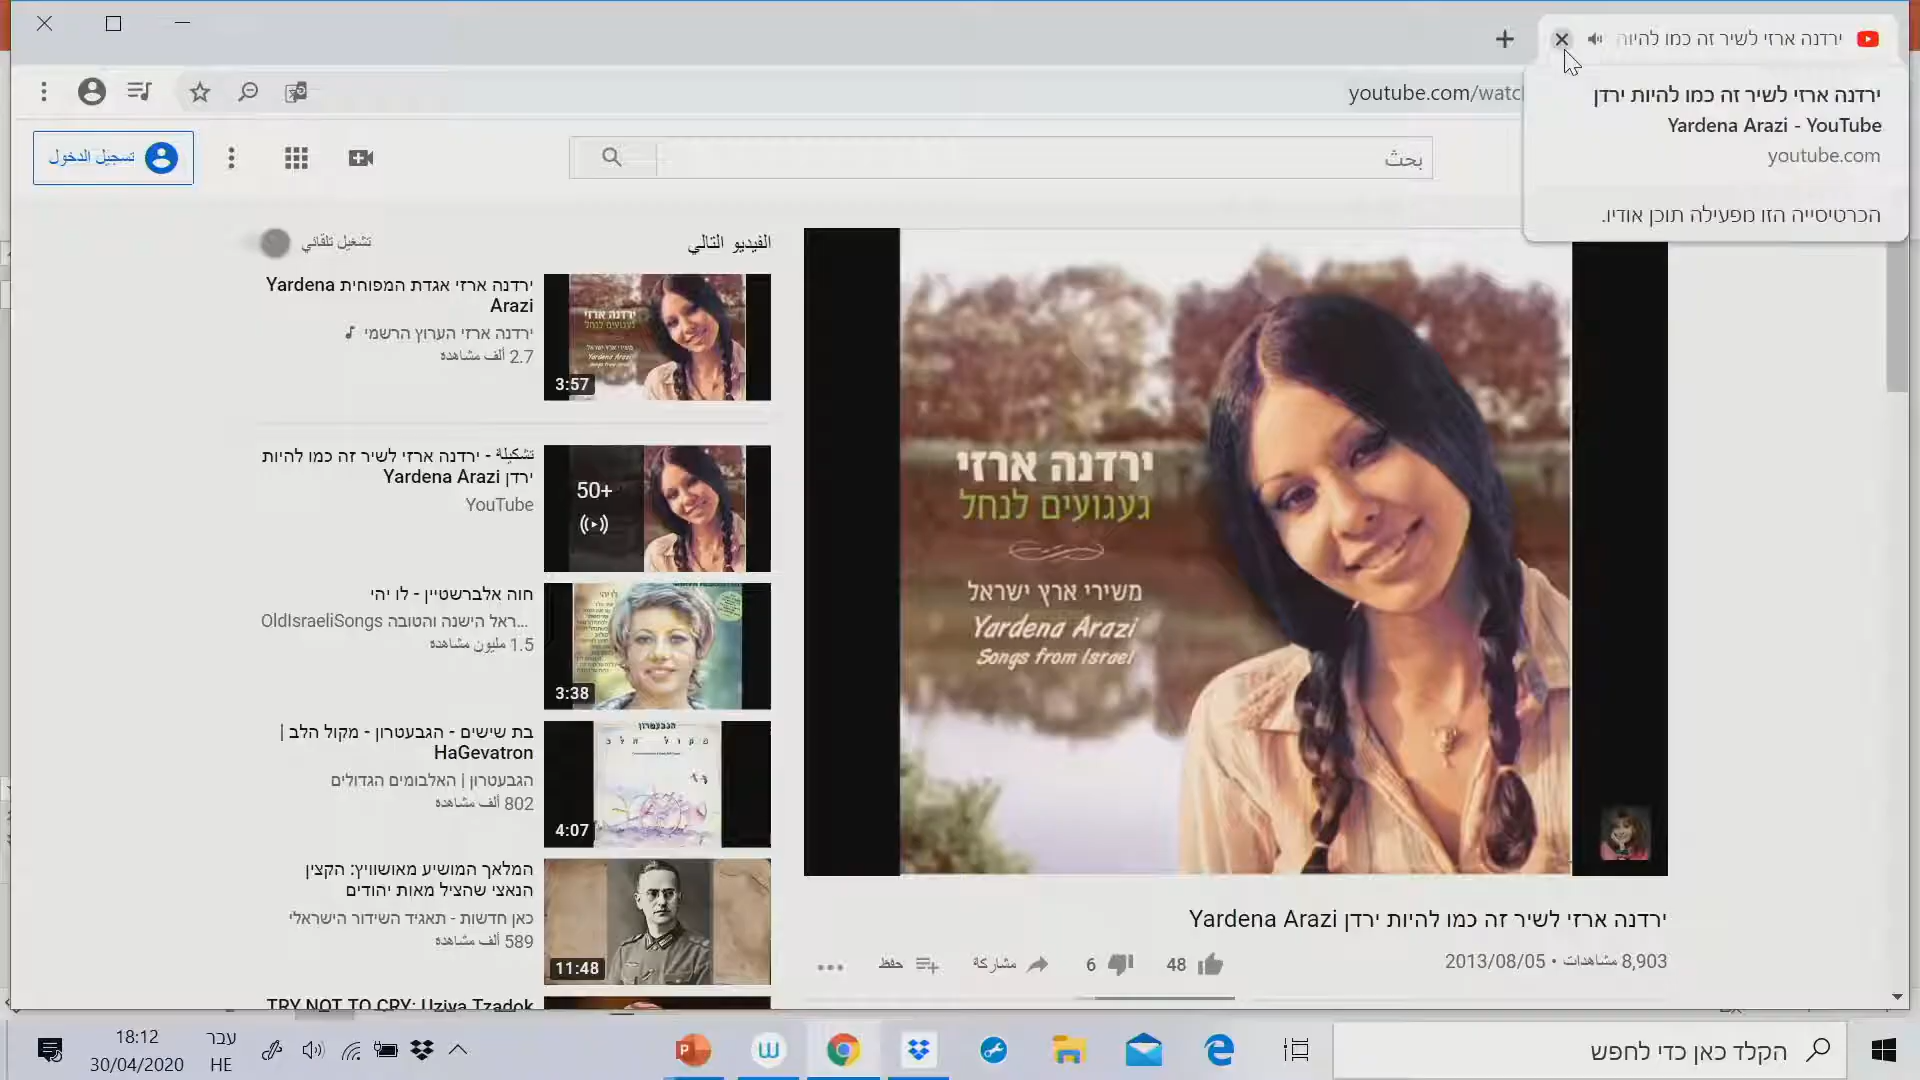 ירדנה ארזי לשיר זה כמו להיות
ירדנה ארזי לשיר זה כמו להיות ירדן
Yardena Arazi - YouTube
youtube.com
הכרטיסייה הזו מפעילה תוכן אודיו.
youtube.com/watc
بحث
تسجيل الدخول
ירדנה ארזי
געגועים לנחל
משירי ארץ ישראל
Yardena Arazi
Songs from Israel
ירדנה ארזי לשיר זה כמו להיות ירדן Yardena Arazi
8,903 مشاهدات • 2013/08/05
48
6
مشاركة
حفظ
الفيديو التالي
تشغيل تلقائي
ירדנה ארזי אגדת המפוחית Yardena
Arazi
ירדנה ארזי הערוץ הרשמי
2.7 ألف مشاهدة
3:57
تشكيلة - ירדנה ארזי לשיר זה כמו להיות
ירדן Yardena Arazi
YouTube
50+
חוה אלברשטיין - לו יהי
ראל הישנה והטובה OldIsraeliSongs...
1.5 مليون مشاهدة
3:38
בת שישים - הגבעטרון - מקול הלב |
HaGevatron
הגבעטרון | האלבומים הגדולים
802 ألف مشاهدة
4:07
המלאך המושיע מאושוויץ: הקצין
הנאצי שהציל מאות יהודים
כאן חדשות - תאגיד השידור הישראלי
589 ألف مشاهدة
11:48
TRY NOT TO CRY: Uziya Tzadok
הקלד כאן כדי לחפש
עבר
HE
18:12
30/04/2020